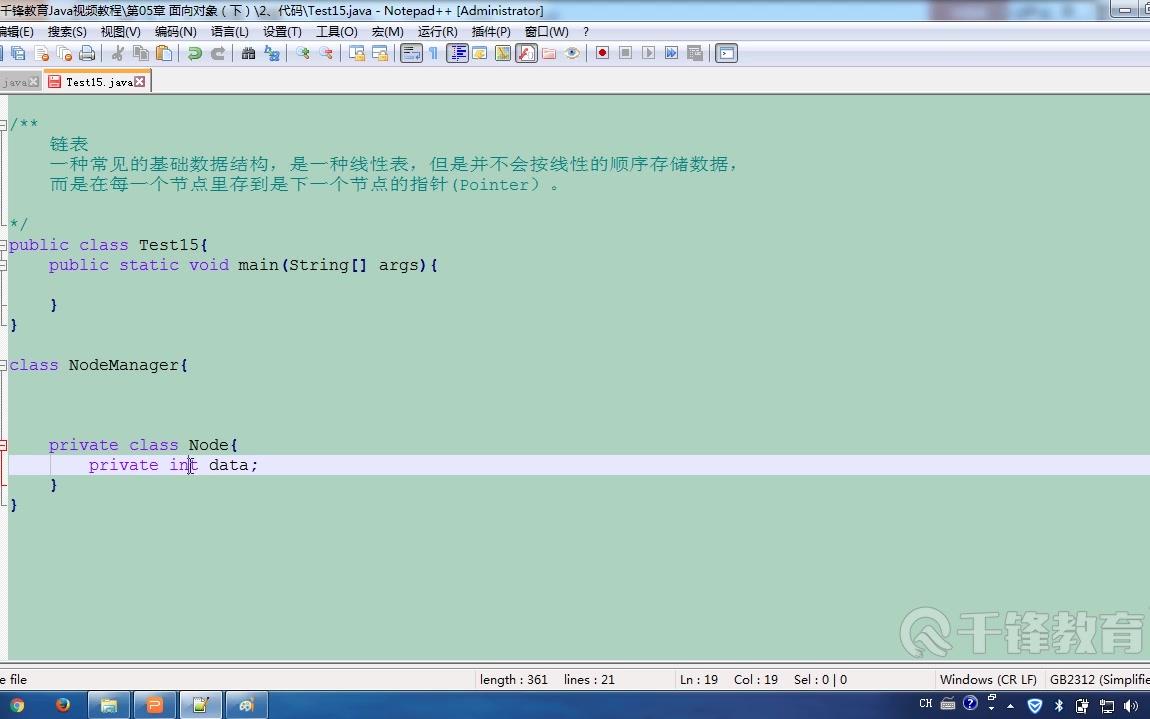 千锋教育Java视频教程\第05章 面向对象（下）\2、代码\Test15.java - Notepad++ [Administrator]
编辑(E) 搜索(S) 视图(V) 编码(N) 语言(L) 设置(T) 工具(O) 宏(M) 运行(R) 插件(P) 窗口(W) ?
java Test15.java
/**
链表
一种常见的基础数据结构，是一种线性表，但是并不会按线性的顺序存储数据，
而是在每一个节点里存到是下一个节点的指针(Pointer）。
*/
public class Test15{
public static void main(String[] args){
}
}
class NodeManager{
private class Node{
private int data;
}
}
千锋教育
e file length : 361 lines : 21 Ln : 19 Col : 19 Sel : 0 | 0 Windows (CR LF) GB2312 (Simplifie
CH